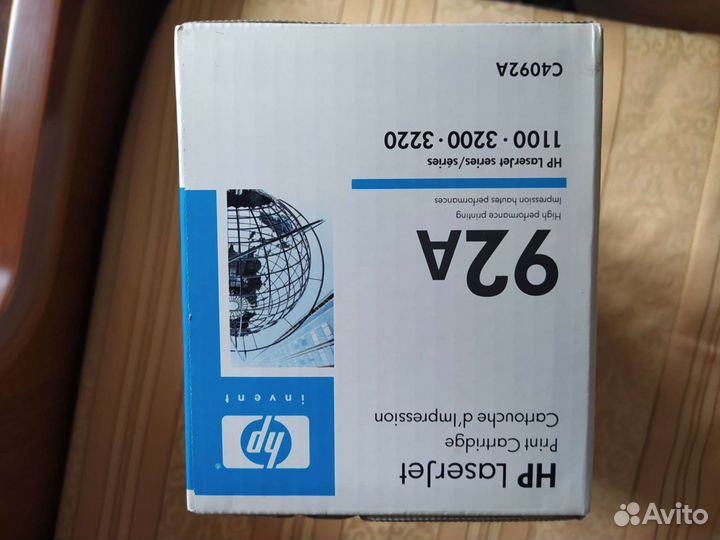 HP LaserJet
Print Cartridge
Cartouche d'Impression
hp
invent
92A
High performance printing
Impression hautes performances
HP LaserJet series/séries
1100 · 3200 · 3220
C4092A
Avito